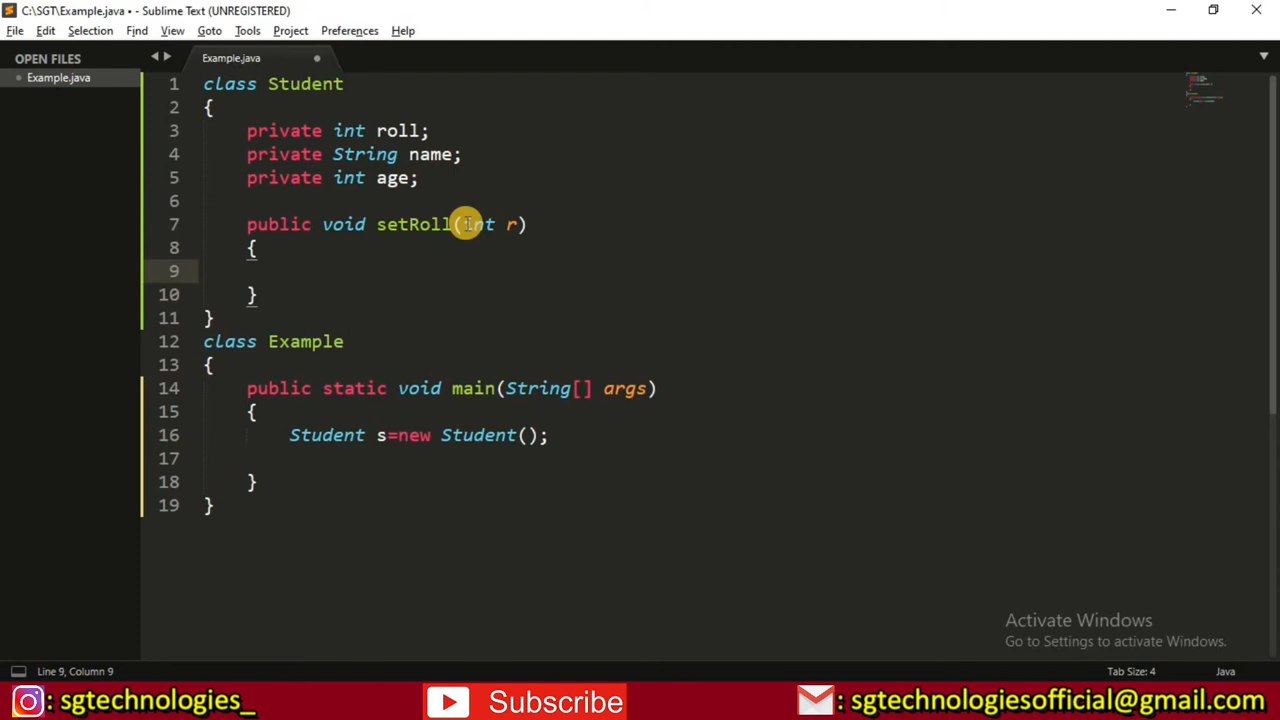 C:\SGT\Example.java • - Sublime Text (UNREGISTERED)
File Edit Selection Find View Goto Tools Project Preferences Help
OPEN FILES
Example.java
Example.java
1 class Student
2 {
3 private int roll;
4 private String name;
5 private int age;
6
7 public void setRoll(int r)
8 {
9
10 }
11 }
12 class Example
13 {
14 public static void main(String[] args)
15 {
16 Student s=new Student();
17
18 }
19 }
Activate Windows
Go to Settings to activate Windows.
Line 9, Column 9
Tab Size: 4
Java
: sgtechnologies_
Subscribe
: sgtechnologiesofficial@gmail.com